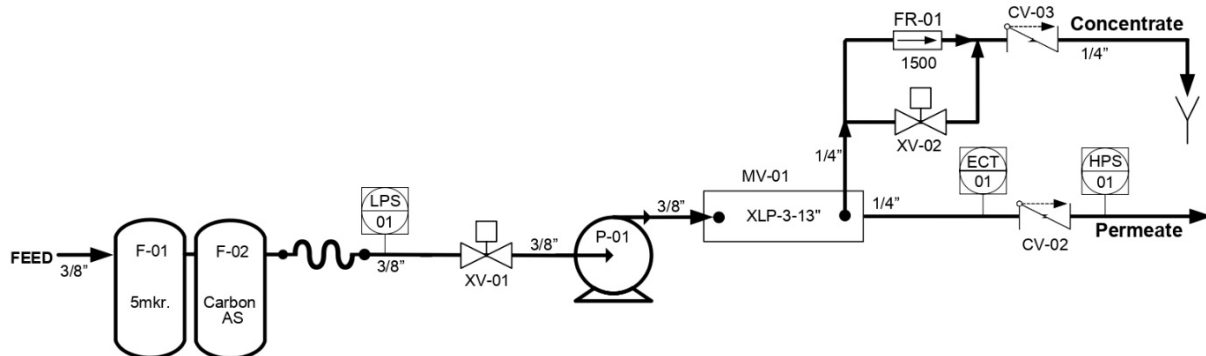 FR-01
1500
CV-03
Concentrate
1/4"
XV-02
1/4"
MV-01
XLP-3-13"
3/8"
1/4"
ECT
01
HPS
01
CV-02
Permeate
LPS
01
3/8"
XV-01
3/8"
P-01
FEED
3/8"
F-01
5mkr.
F-02
Carbon
AS